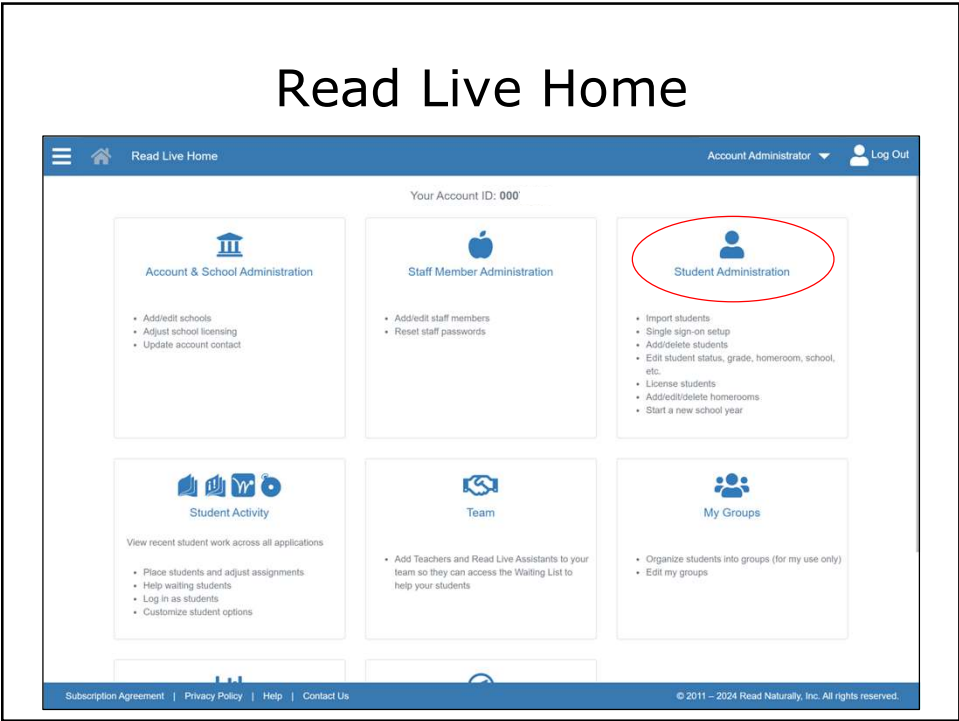 Read Live Home
Read Live Home
Account Administrator
Log Out
Your Account ID: 000
Account & School Administration
• Add/edit schools
• Adjust school licensing
• Update account contact
Staff Member Administration
• Add/edit staff members
• Reset staff passwords
Student Administration
• Import students
• Single sign-on setup
• Add/delete students
• Edit student status, grade, homeroom, school,
etc.
• License students
• Add/edit/delete homerooms
• Start a new school year
Student Activity
View recent student work across all applications
• Place students and adjust assignments
• Help waiting students
• Log in as students
• Customize student options
Team
• Add Teachers and Read Live Assistants to your
team so they can access the Waiting List to
help your students
My Groups
• Organize students into groups (for my use only)
• Edit my groups
Subscription Agreement | Privacy Policy | Help | Contact Us
© 2011 – 2024 Read Naturally, Inc. All rights reserved.